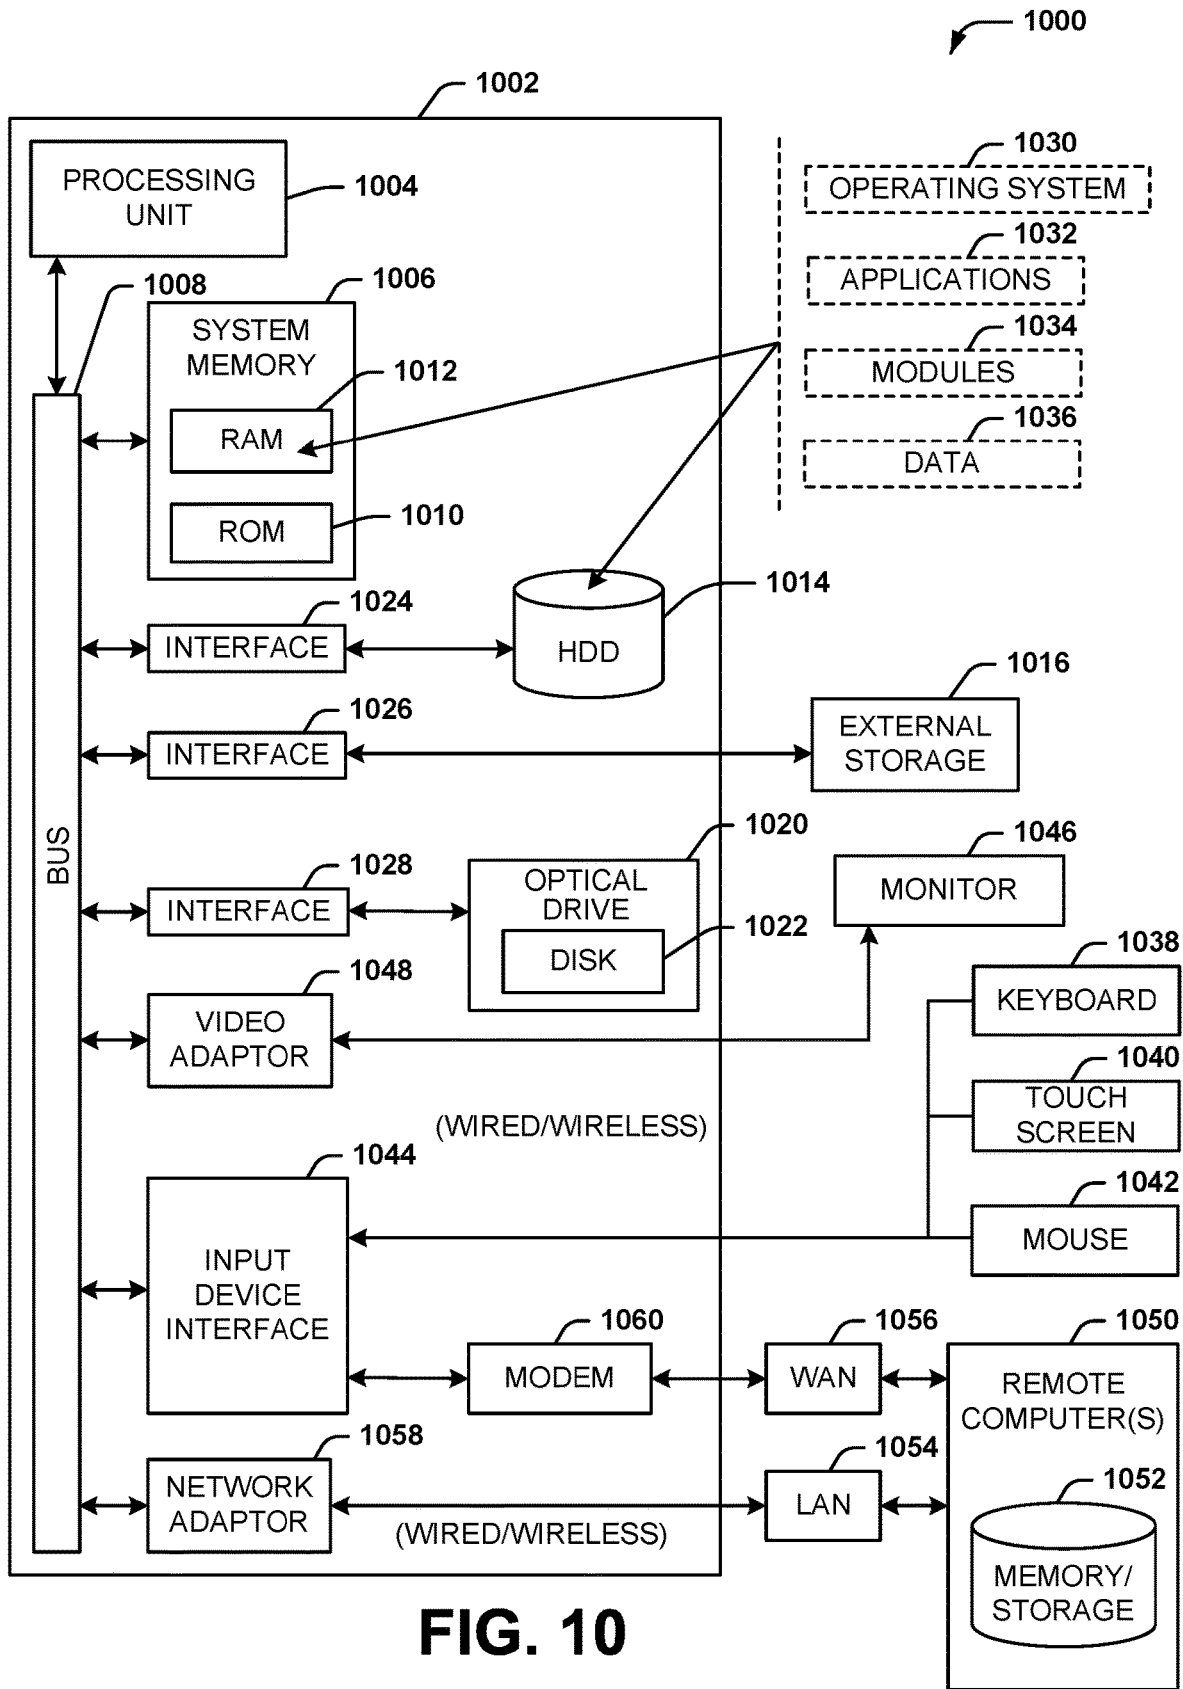 1000
1002
PROCESSING
UNIT
1004
1008
1006
SYSTEM
MEMORY
1012
RAM
1010
ROM
1030
OPERATING SYSTEM
1032
APPLICATIONS
1034
MODULES
1036
DATA
BUS
1024
INTERFACE
1014
HDD
1026
INTERFACE
1016
EXTERNAL
STORAGE
1028
INTERFACE
1020
OPTICAL
DRIVE
1022
DISK
1046
MONITOR
1048
VIDEO
ADAPTOR
1038
KEYBOARD
1040
TOUCH
SCREEN
1042
MOUSE
(WIRED/WIRELESS)
1044
INPUT
DEVICE
INTERFACE
1060
MODEM
1056
WAN
1050
REMOTE
COMPUTER(S)
1058
NETWORK
ADAPTOR
(WIRED/WIRELESS)
1054
LAN
1052
MEMORY/
STORAGE
FIG. 10